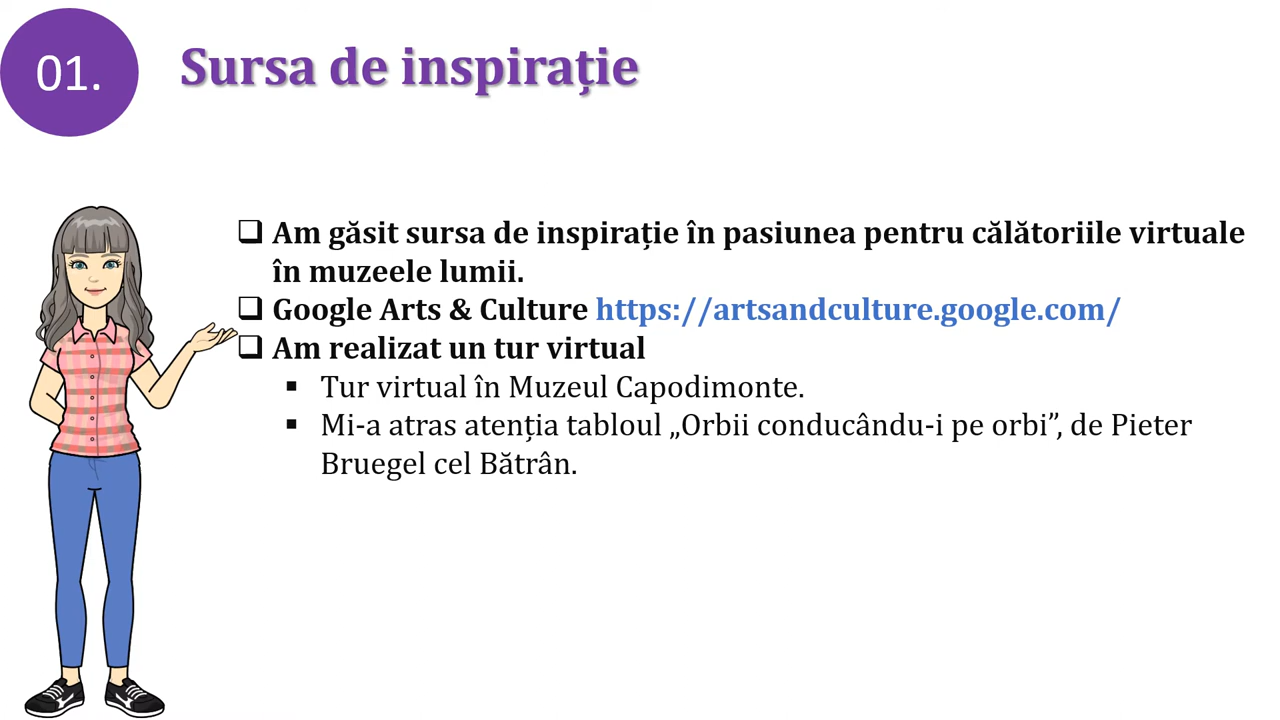 01.
Sursa de inspirație
Am găsit sursa de inspirație în pasiunea pentru călătoriile virtuale
în muzeele lumii.
Google Arts & Culture https://artsandculture.google.com/
Am realizat un tur virtual
Tur virtual în Muzeul Capodimonte.
Mi-a atras atenția tabloul „Orbii conducându-i pe orbi”, de Pieter
Bruegel cel Bătrân.